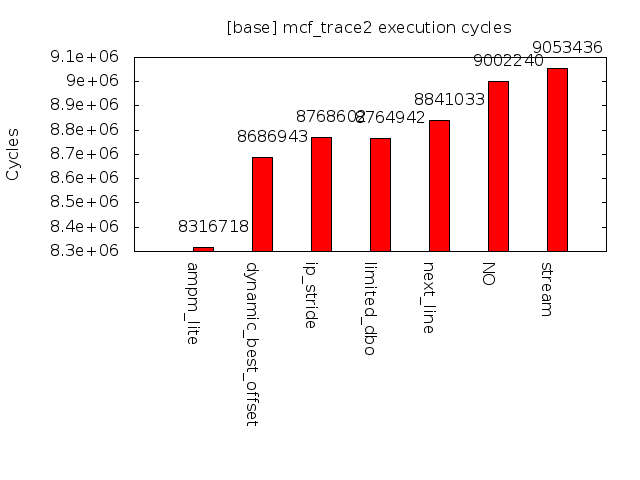 [base] mcf_trace2 execution cycles
Cycles
9.1e+06
9e+06
8.9e+06
8.8e+06
8.7e+06
8.6e+06
8.5e+06
8.4e+06
8.3e+06
8316718
8686943
8768602
8764942
8841033
9002240
9053436
ampm_lite
dynamic_best_offset
ip_stride
limited_dbo
next_line
NO
stream